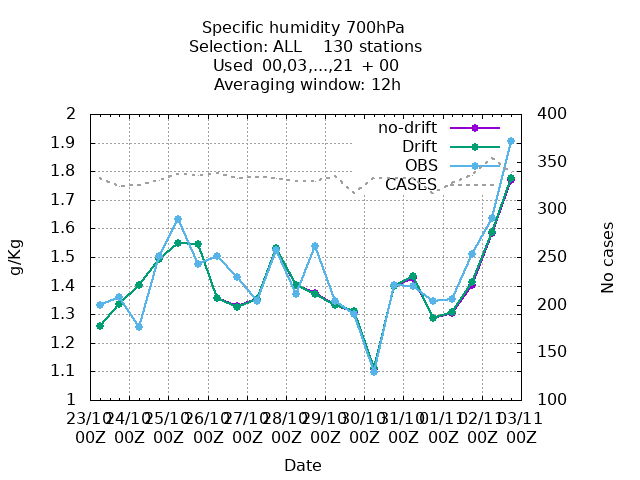 Specific humidity 700hPa
Selection: ALL 130 stations
Used 00,03,...,21 + 00
Averaging window: 12h
2
1.9
1.8
1.7
1.6
1.5
1.4
1.3
1.2
1.1
1
400
350
300
250
200
150
100
no-drift
Drift
OBS
CASES
g/Kg
No cases
23/10 24/10 25/10 26/10 27/10 28/10 29/10 30/10 31/10 01/11 02/11 03/11
00Z 00Z 00Z 00Z 00Z 00Z 00Z 00Z 00Z 00Z 00Z 00Z
Date